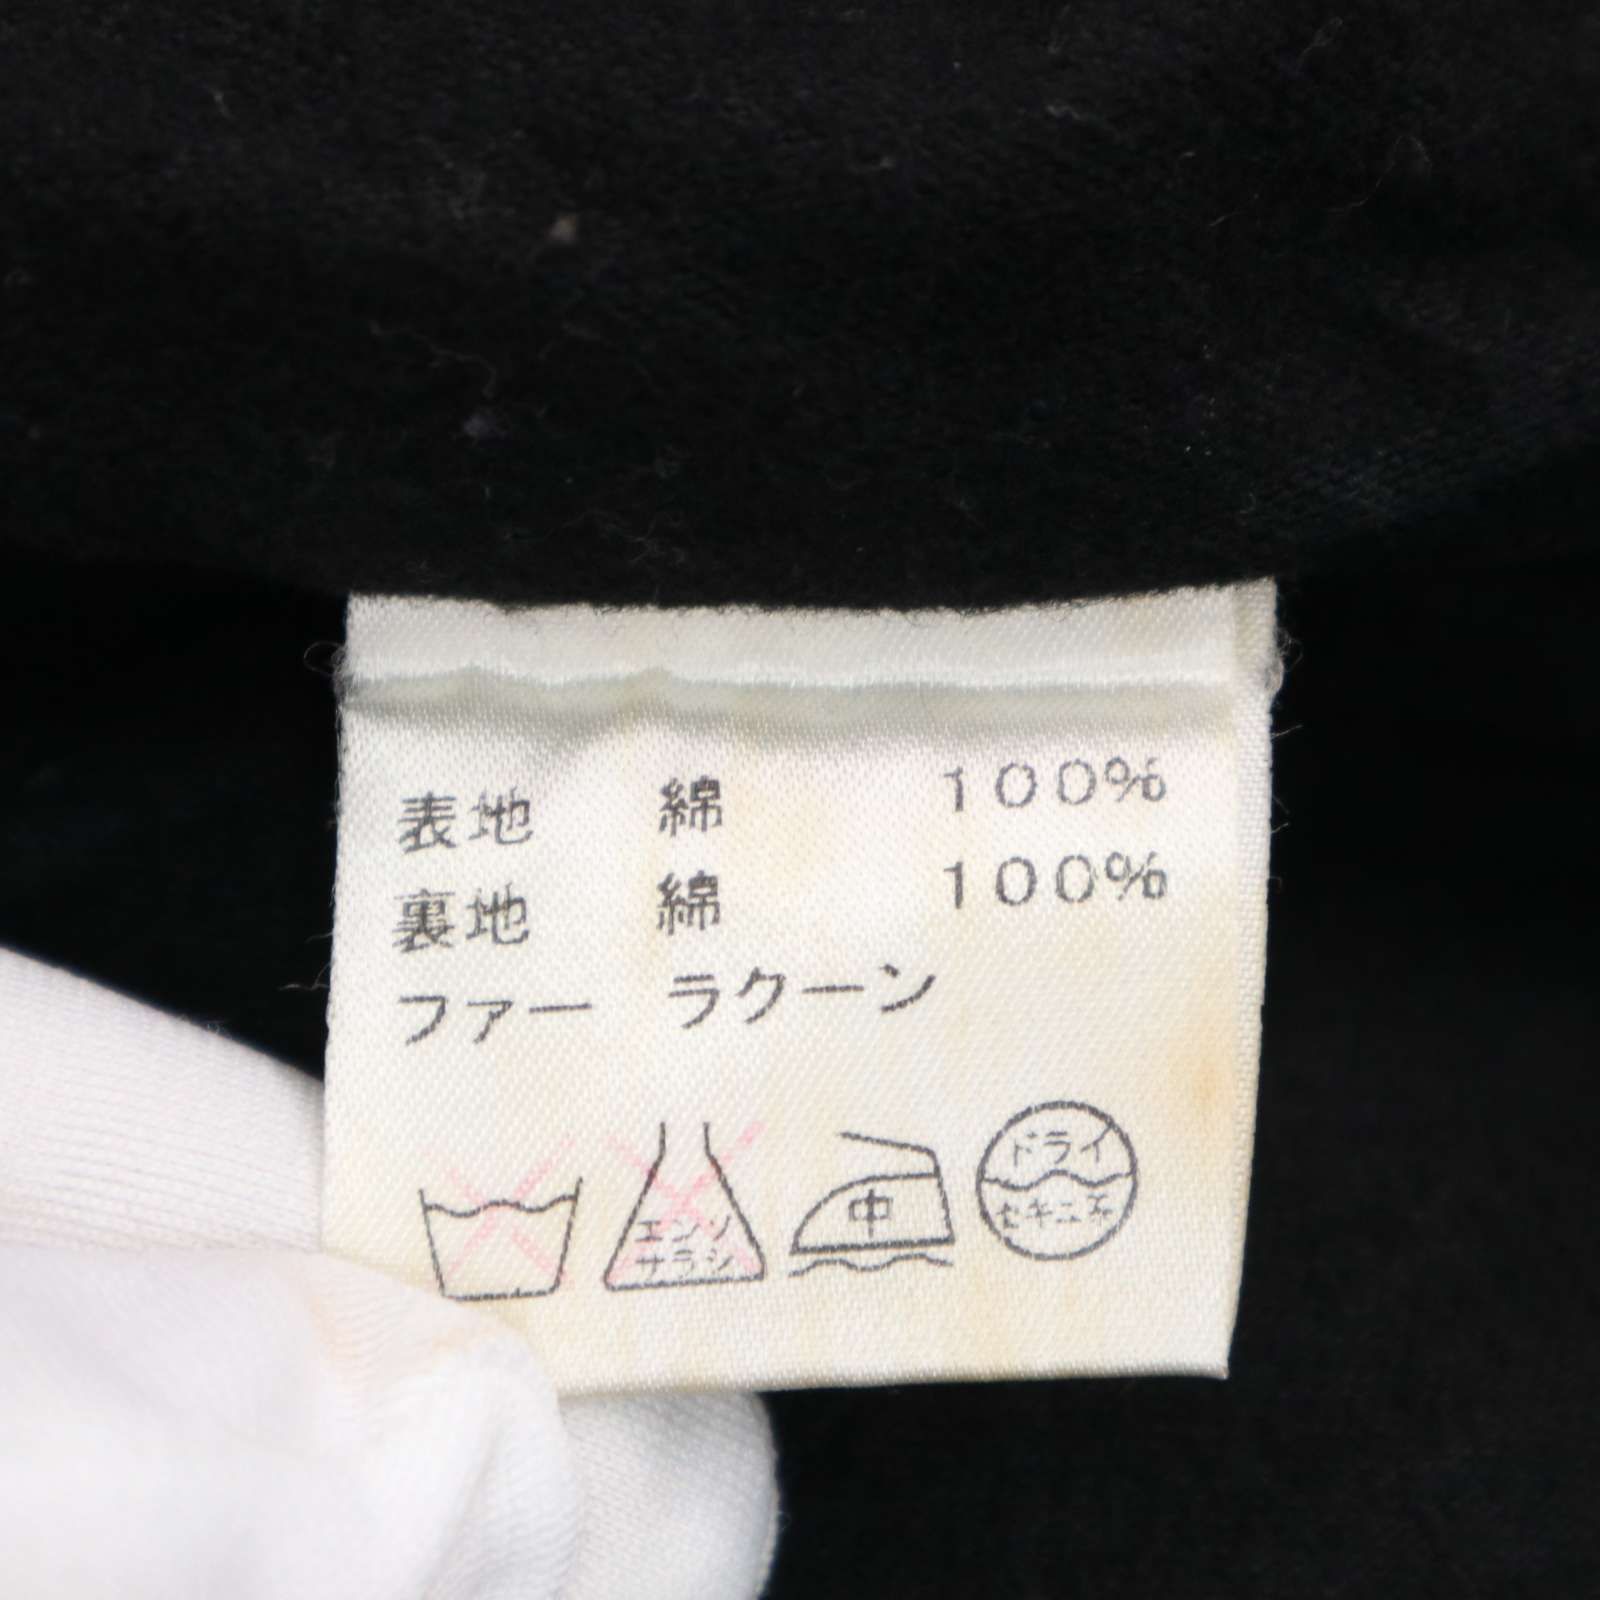 表地 綿 100%
裏地 綿 100%
ファー ラクーン
エンソ
サラシ
中
ドライ
セキユ系